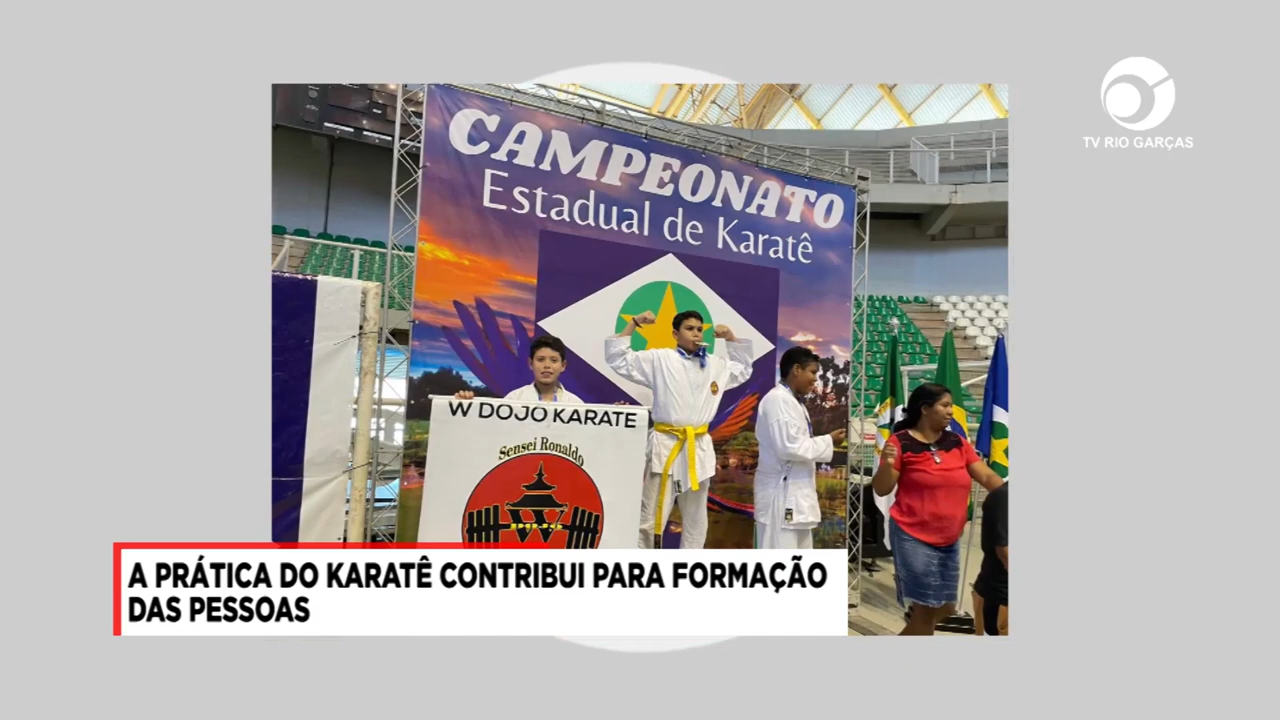 TV RIO GARÇAS
CAMPEONATO
Estadual de Karatê
W DOJO KARATE
Sensei Ronaldo
DOJO
A PRÁTICA DO KARATÊ CONTRIBUI PARA FORMAÇÃO
DAS PESSOAS